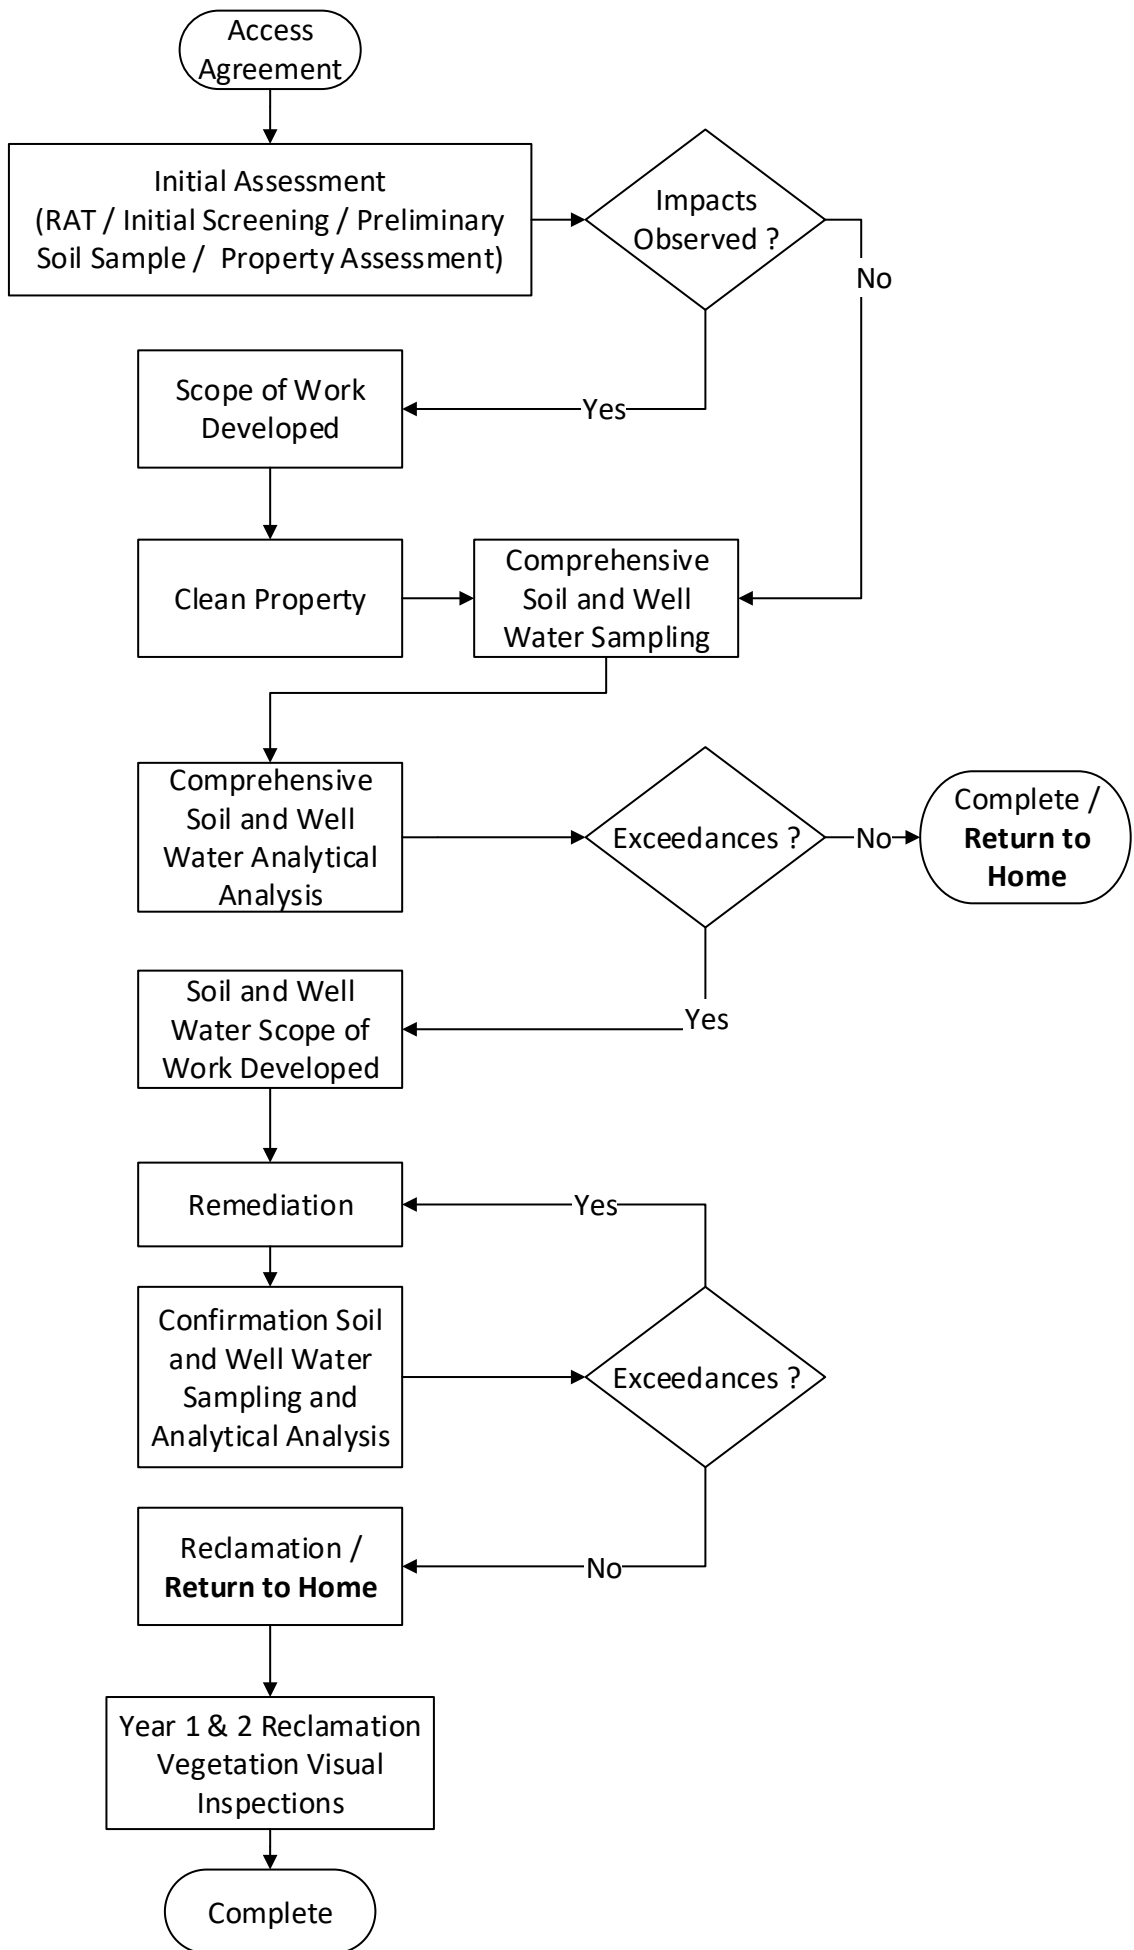 Access
Agreement
Initial Assessment
(RAT / Initial Screening / Preliminary
Soil Sample /  Property Assessment)
Impacts
Observed ?
No
Scope of Work
Developed
Yes
Clean Property
Comprehensive
Soil and Well
Water Sampling
Comprehensive
Soil and Well
Water Analytical
Analysis
Exceedances ?
No
Complete /
Return to
Home
Yes
Soil and Well
Water Scope of
Work Developed
Remediation
Yes
Confirmation Soil
and Well Water
Sampling and
Analytical Analysis
Exceedances ?
No
Reclamation /
Return to Home
Year 1 & 2 Reclamation
Vegetation Visual
Inspections
Complete